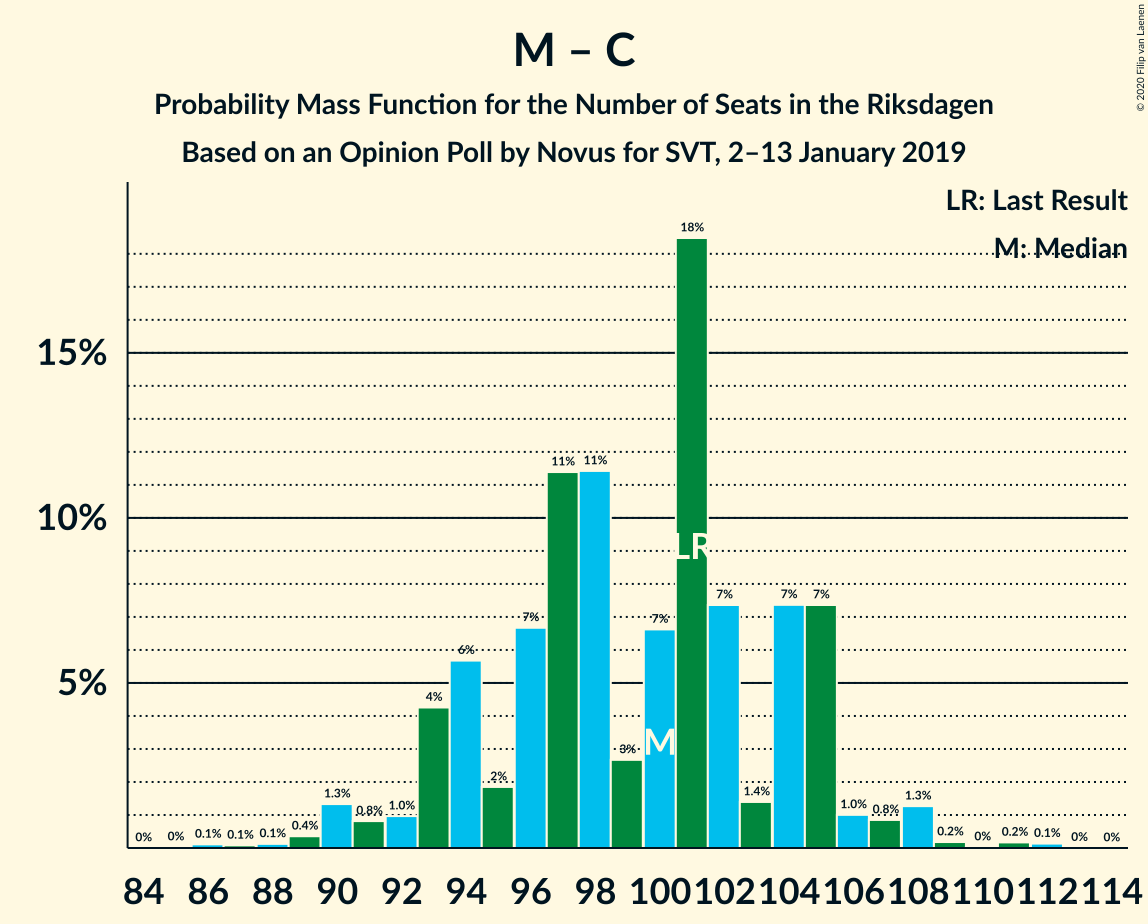 © 2020 Filip van Laenen
M – C
Probability Mass Function for the Number of Seats in the Riksdagen
Based on an Opinion Poll by Novus for SVT, 2–13 January 2019
LR: Last Result
M: Median
15%
10%
5%
0% 0% 0.1% 0.1% 0.1% 0.4% 1.3% 0.8% 1.0% 4% 6% 2% 7% 11% 11% 3% 7% 18% 7% 1.4% 7% 7% 1.0% 0.8% 1.3% 0.2% 0% 0.2% 0.1% 0% 0%
LR
M
84 86 88 90 92 94 96 98 100 102 104 106 108 110 112 114